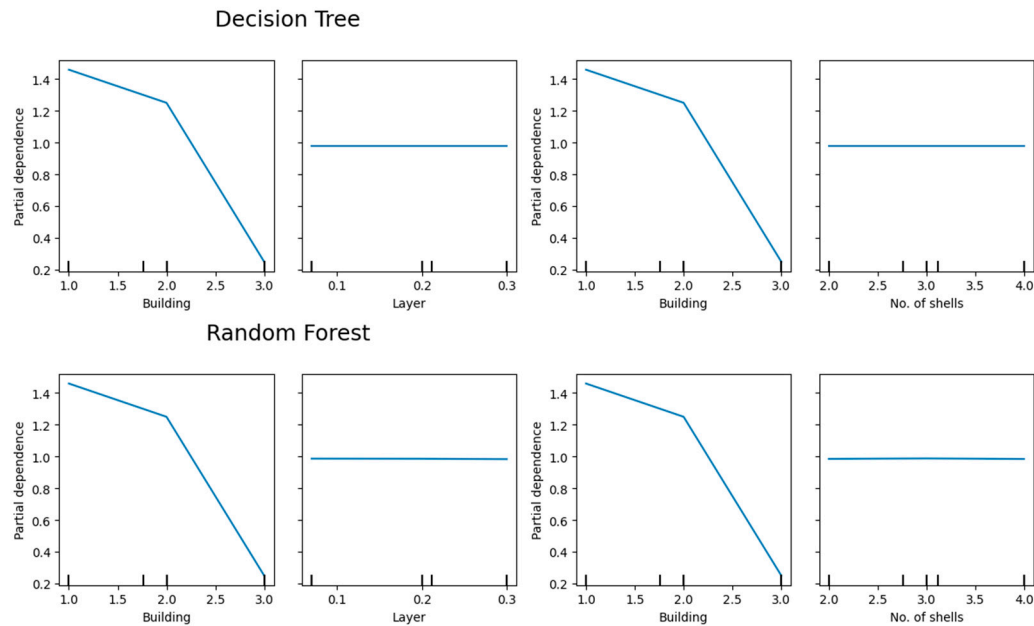 Decision Tree
Partial dependence
1.4
1.2
1.0
0.8
0.6
0.4
0.2
1.0 1.5 2.0 2.5 3.0
Building
0.1 0.2 0.3
Layer
Partial dependence
1.4
1.2
1.0
0.8
0.6
0.4
0.2
1.0 1.5 2.0 2.5 3.0
Building
2.0 2.5 3.0 3.5 4.0
No. of shells
Random Forest
Partial dependence
1.4
1.2
1.0
0.8
0.6
0.4
0.2
1.0 1.5 2.0 2.5 3.0
Building
0.1 0.2 0.3
Layer
Partial dependence
1.4
1.2
1.0
0.8
0.6
0.4
0.2
1.0 1.5 2.0 2.5 3.0
Building
2.0 2.5 3.0 3.5 4.0
No. of shells